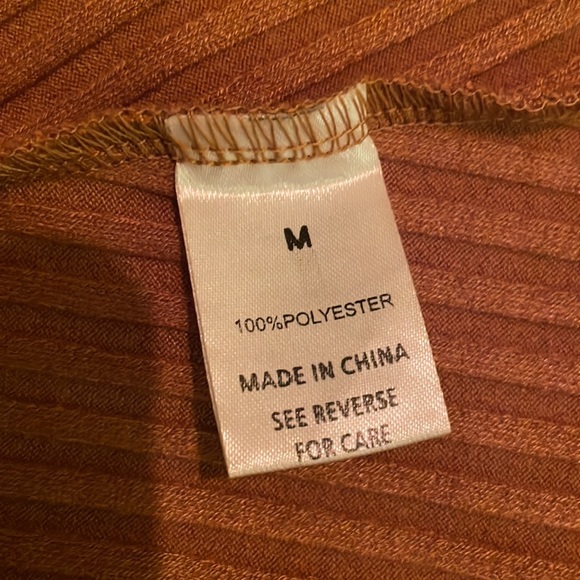 M
100%POLYESTER
MADE IN CHINA
SEE REVERSE
FOR CARE